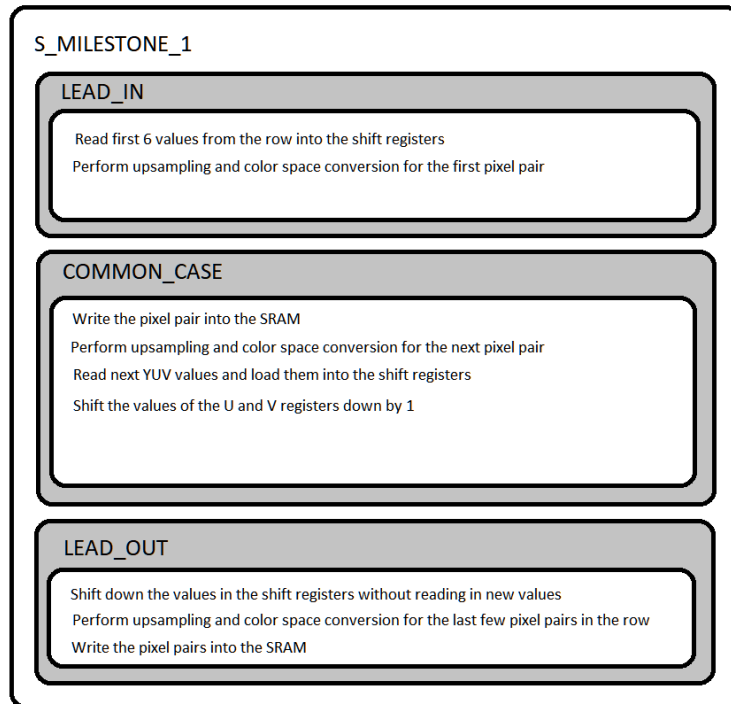 S_MILESTONE_1
LEAD_IN
Read first 6 values from the row into the shift registers
Perform upsampling and color space conversion for the first pixel pair
COMMON_CASE
Write the pixel pair into the SRAM
Perform upsampling and color space conversion for the next pixel pair
Read next YUV values and load them into the shift registers
Shift the values of the U and V registers down by 1
LEAD_OUT
Shift down the values in the shift registers without reading in new values
Perform upsampling and color space conversion for the last few pixel pairs in the row
Write the pixel pairs into the SRAM